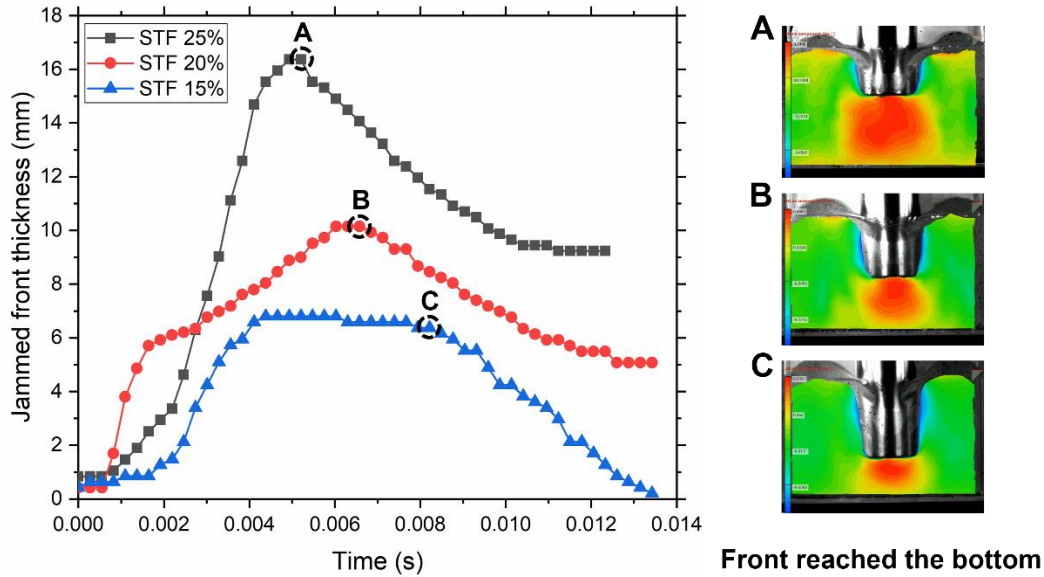 STF 25%
STF 20%
STF 15%
A
B
C
18
16
14
12
10
8
6
4
2
0
Jammed front thickness (mm)
0.000
0.002
0.004
0.006
0.008
0.010
0.012
0.014
Time (s)
A
B
C
Front reached the bottom